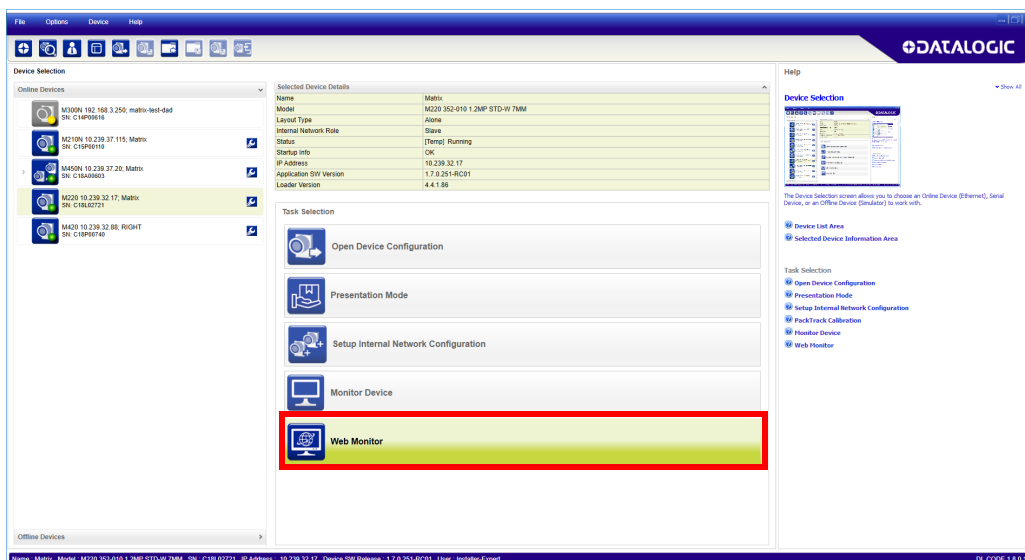 File Options Device Help
DATALOGIC
Device Selection
Online Devices
M300N 192.168.3.250; matrix-test-dad
SN: C14P00616
M210N 10.239.37.115; Matrix
SN: C15P00110
M450N 10.239.37.20; Matrix
SN: C18A00603
M220 10.239.32.17; Matrix
SN: C18L02721
M420 10.239.32.88; RIGHT
SN: C18P00740
Offline Devices
Selected Device Details
Name Matrix
Model M220 352-010 1.2MP STD-W 7MM
Layout Type Alone
Internal Network Role Slave
Status [Temp] Running
Startup Info OK
IP Address 10.239.32.17
Application SW Version 1.7.0.251-RC01
Loader Version 4.4.1.86
Task Selection
Open Device Configuration
Presentation Mode
Setup Internal Network Configuration
Monitor Device
Web Monitor
Help
Show All
Device Selection
The Device Selection screen allows you to choose an Online Device (Ethernet), Serial
Device, or an Offline Device (Simulator) to work with.
Device List Area
Selected Device Information Area
Task Selection
Open Device Configuration
Presentation Mode
Setup Internal Network Configuration
PackTrack Calibration
Monitor Device
Web Monitor
Name : Matrix Model : M220 352-010 1.2MP STD-W 7MM SN : C18L02721 IP Address : 10.239.32.17 Device SW Release : 1.7.0.251-RC01 User : Installer-Expert DL.CODE 1.8.0